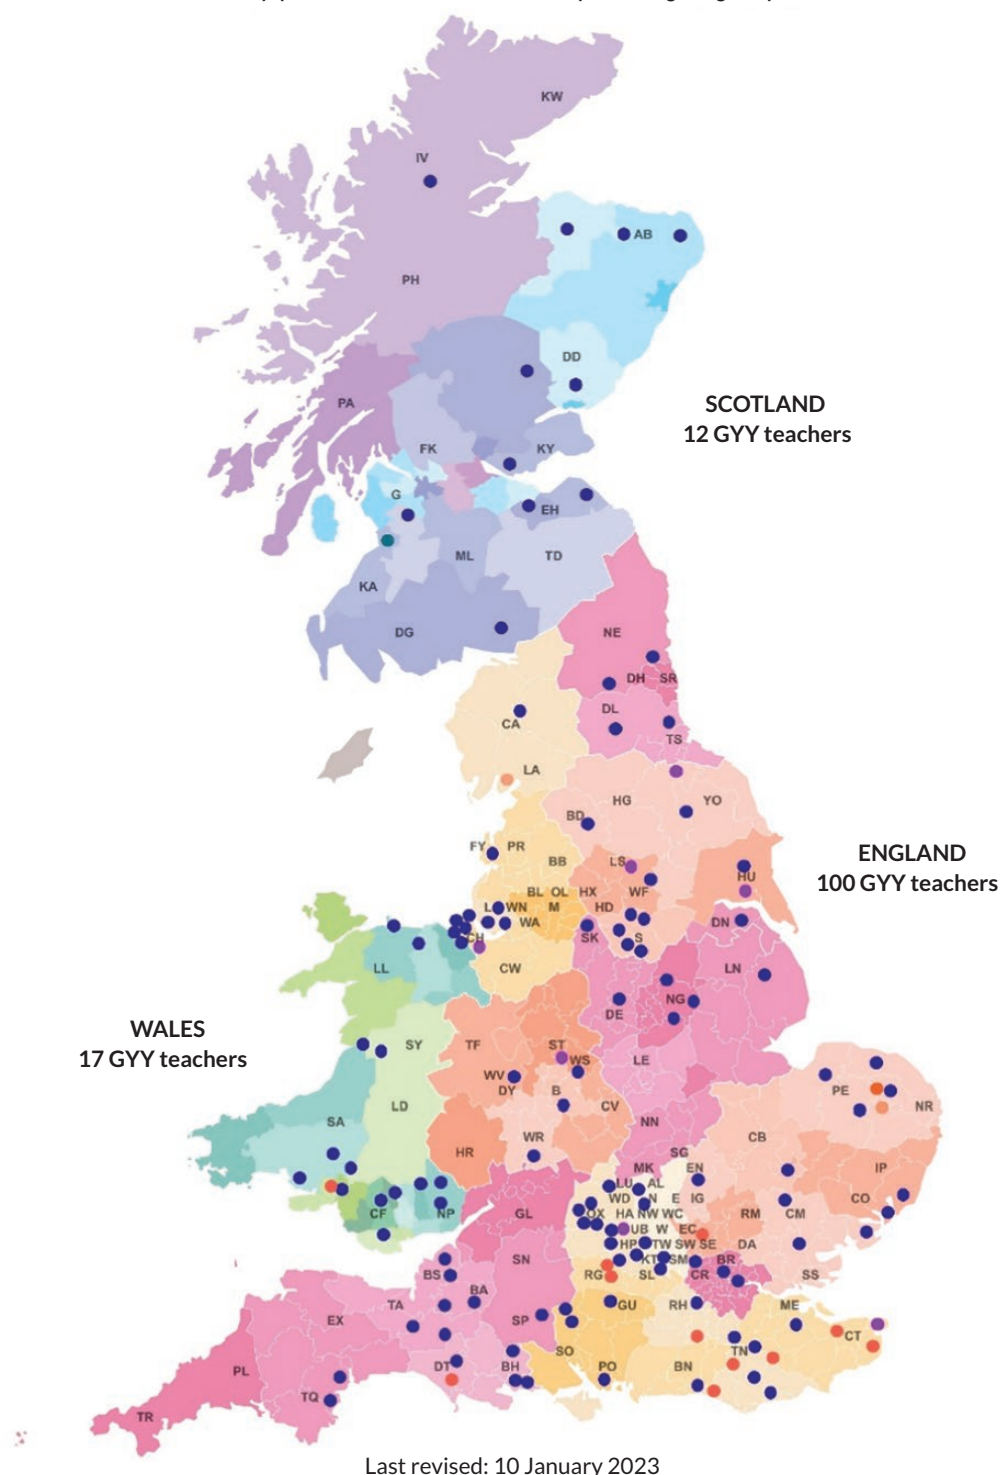 KW
IV
AB
PH
DD
SCOTLAND
12 GYY teachers
PA
FK
KY
G
EH
ML
TD
KA
DG
NE
DH SR
DL
CA
TS
LA
HG
YO
BD
FY PR
BB
LS
ENGLAND
100 GYY teachers
HU
BL OL HX
WF
L WN
M
HD
WA
DN
CH
SK
S
LL
CW
LN
NG
DE
WALES
17 GYY teachers
SY
TF
ST
WS
LE
WV
DY
B
PE
NR
LD
CV
SA
NN
CB
WR
HR
SG
MK
EN
IP
LU AL
WD N E IG
CO
CF
NP
GL
OX HA NW WC
RM
CM
UB W EC
HP TW SW SE
DA
SN
KT SM
BR
BS
RG
SL
CR
SS
BA
TA
GU
RH
ME
EX
SP
CT
TN
SO
PL
DT
BH
PO
BN
TQ
TR
Last revised: 10 January 2023